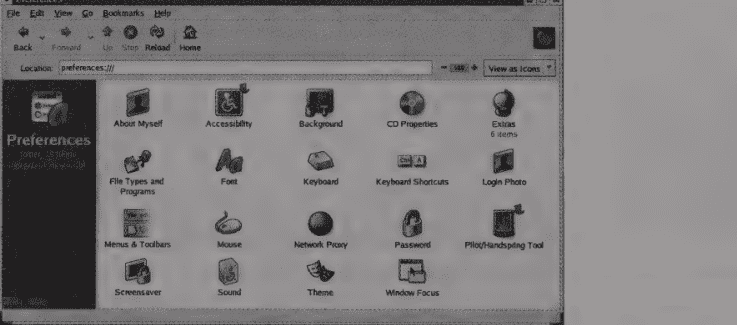 File Edit View Go Bookmarks Help
Back Forward Up Stop Reload Home
Location: preferences:/// 100 View as Icons
Preferences
About Myself Accessibility Background CD Properties Extras
6 items
File Types and Programs Font Keyboard Keyboard Shortcuts Login Photo
Menus & Toolbars Mouse Network Proxy Password Pilot/Handspring Tool
Screensaver Sound Theme Window Focus